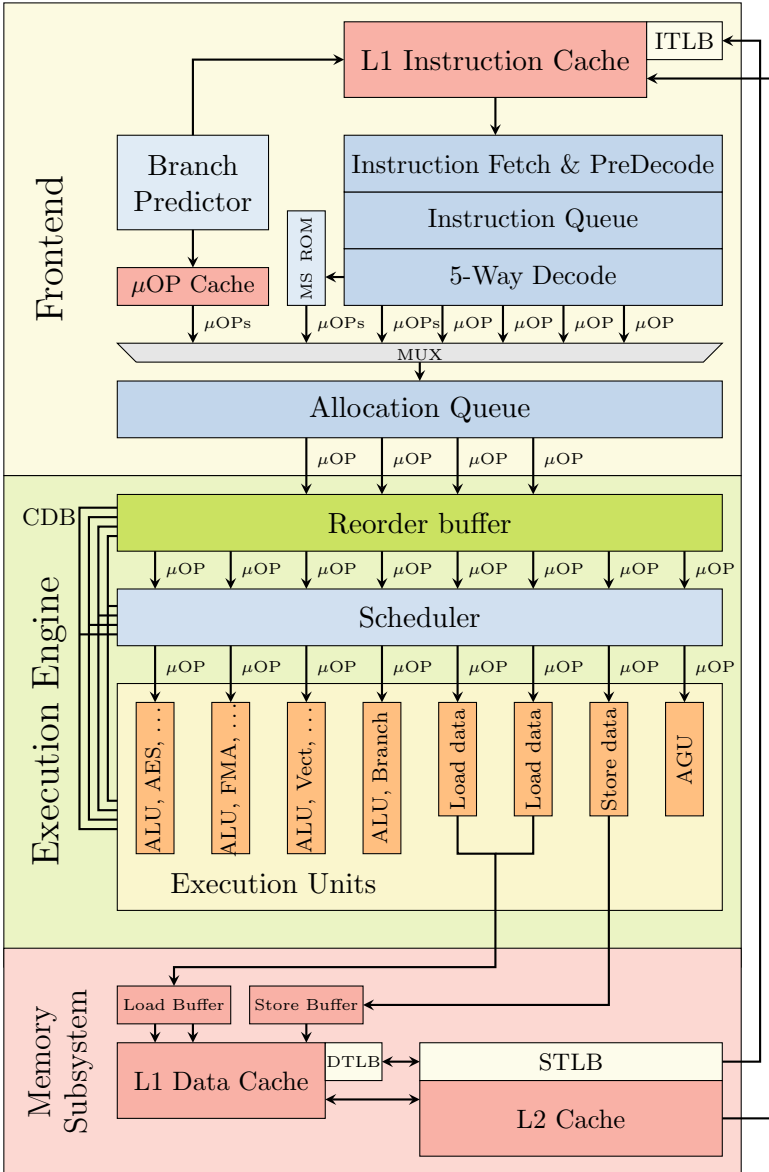 L1 Instruction Cache
ITLB
Frontend
Branch
Predictor
Instruction Fetch & PreDecode
Instruction Queue
MS ROM
5-Way Decode
μOP Cache
μOPs
μOPs
μOPs
μOP
μOP
μOP
μOP
MUX
Allocation Queue
μOP
μOP
μOP
μOP
Execution Engine
CDB
Reorder buffer
μOP
μOP
μOP
μOP
μOP
μOP
μOP
μOP
Scheduler
μOP
μOP
μOP
μOP
μOP
μOP
μOP
μOP
ALU, AES, …
ALU, FMA, …
ALU, Vect, …
ALU, Branch
Load data
Load data
Store data
AGU
Execution Units
Memory
Subsystem
Load Buffer
Store Buffer
L1 Data Cache
DTLB
STLB
L2 Cache